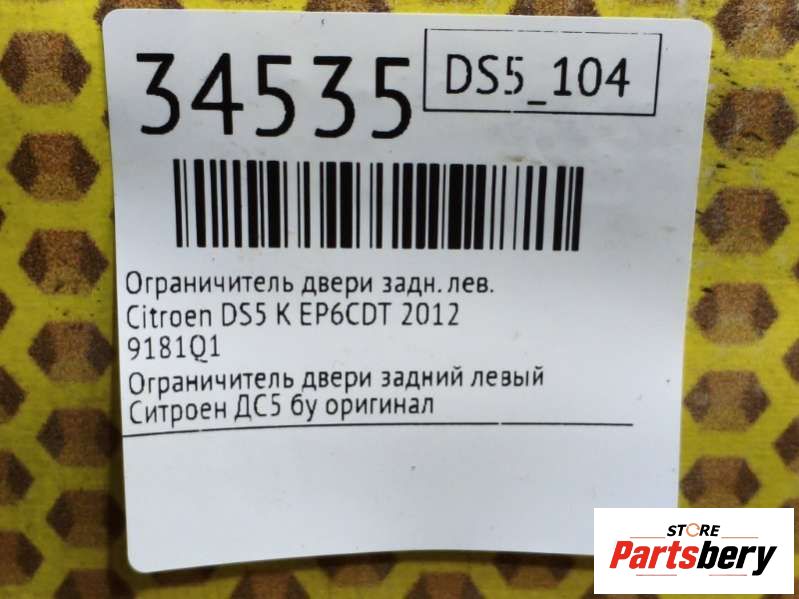 34535
DS5_104
Ограничитель двери задн. лев.
Citroen DS5 K EP6CDT 2012
9181Q1
Ограничитель двери задний левый
Ситроен ДС5 бу оригинал
STORE
Partsbery